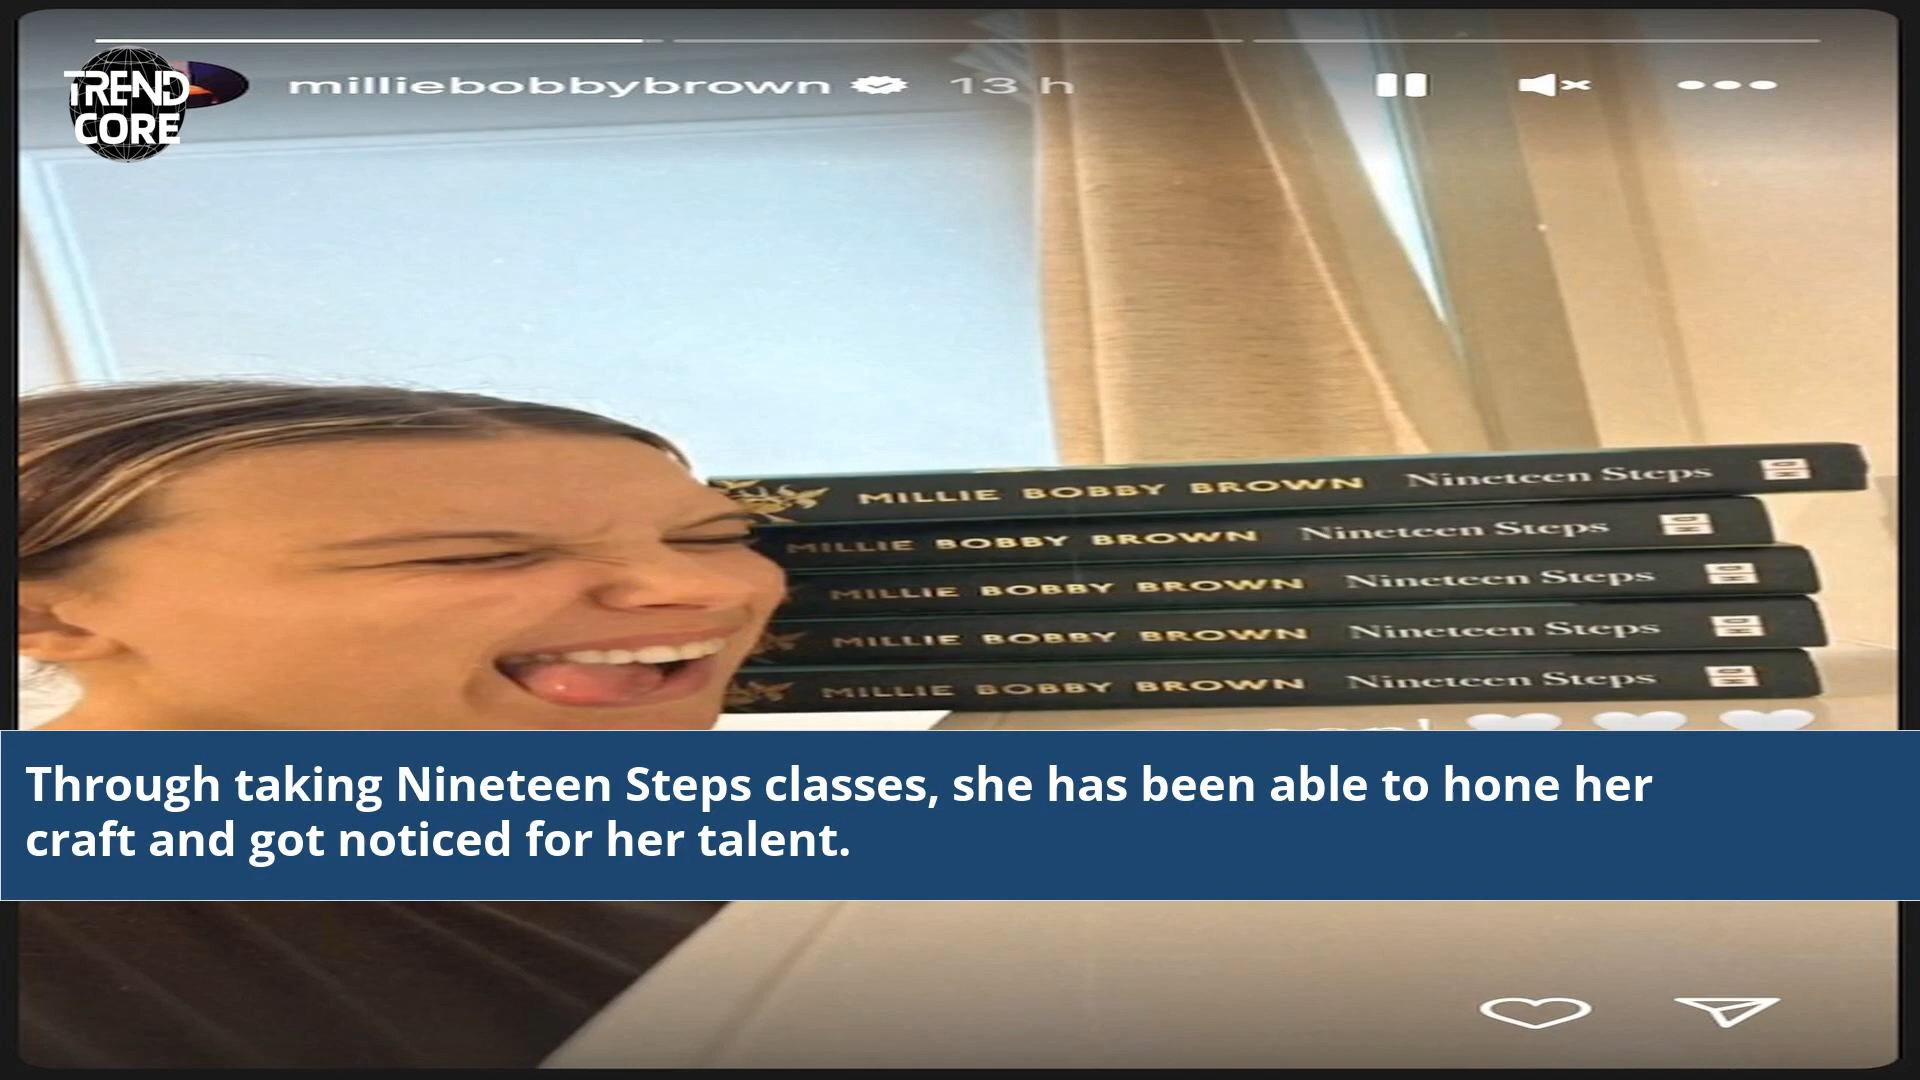 TREND
CORE
milliebobbybrown 13 h
MILLIE BOBBY BROWN Nineteen Steps
MILLIE BOBBY BROWN Nineteen Steps
MILLIE BOBBY BROWN Nineteen Steps
MILLIE BOBBY BROWN Nineteen Steps
MILLIE BOBBY BROWN Nineteen Steps
Through taking Nineteen Steps classes, she has been able to hone her
craft and got noticed for her talent.